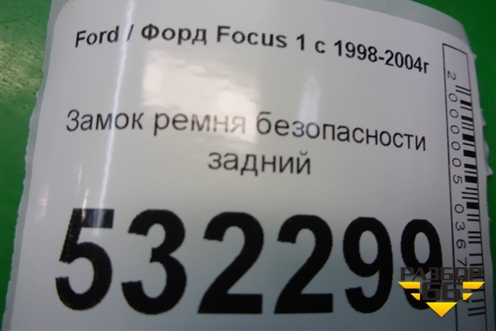 Ford / Форд Focus 1 с 1998-2004г
Замок ремня безопасности
задний
532299